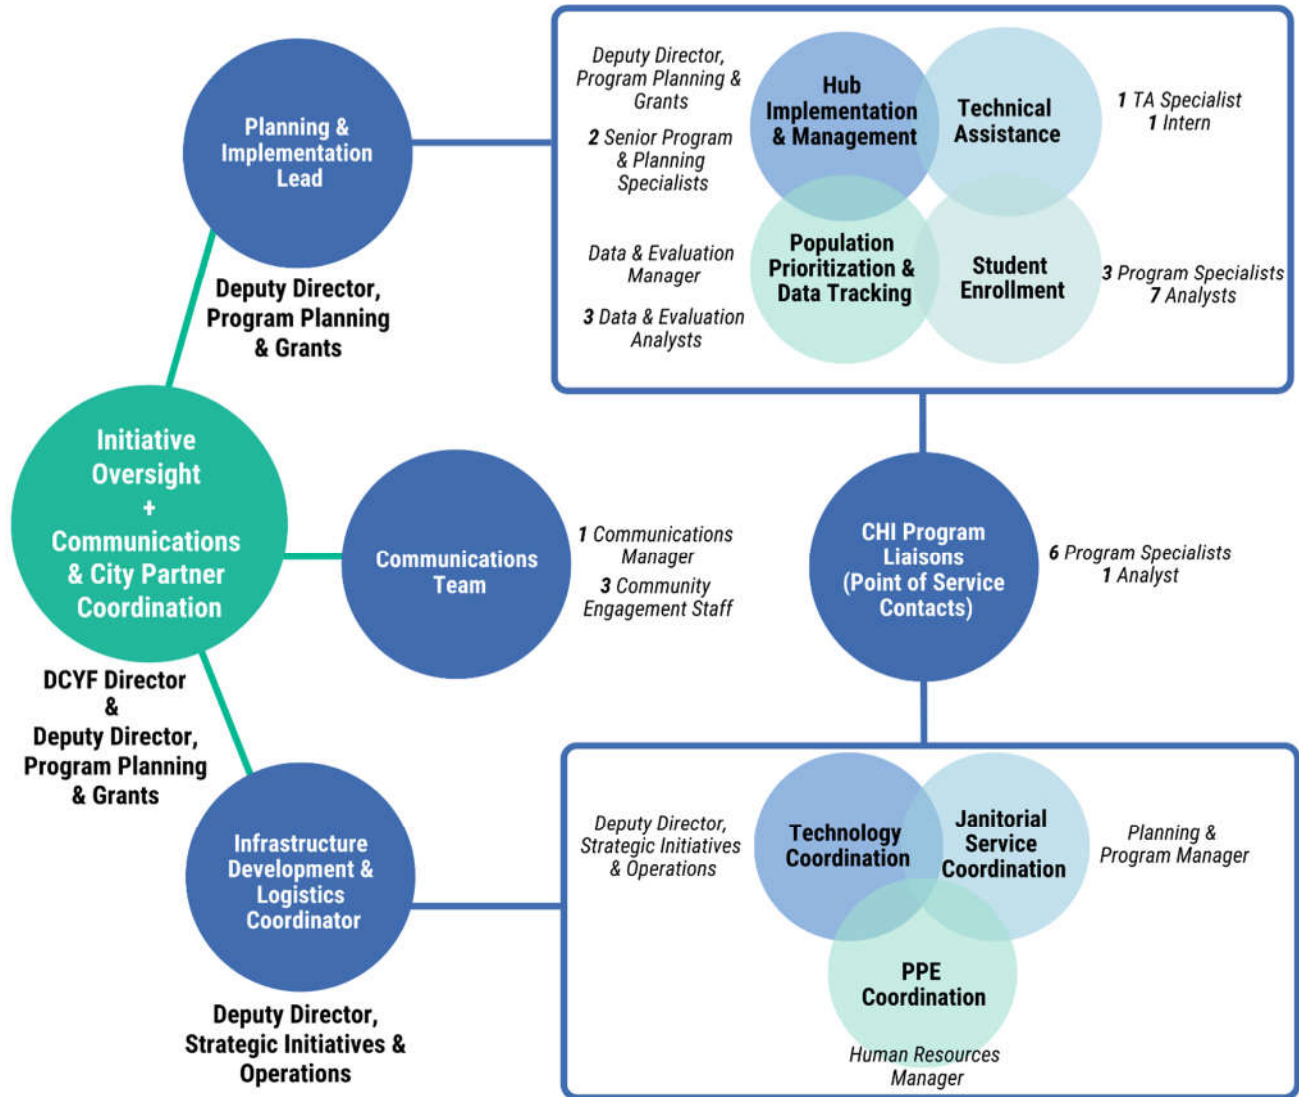 Planning &
Implementation
Lead
Deputy Director,
Program Planning
& Grants
Deputy Director,
Program Planning &
Grants
2 Senior Program
& Planning
Specialists
Hub
Implementation
& Management
Technical
Assistance
1 TA Specialist
1 Intern
Data & Evaluation
Manager
3 Data & Evaluation
Analysts
Population
Prioritization &
Data Tracking
Student
Enrollment
3 Program Specialists
7 Analysts
Initiative
Oversight
+
Communications
& City Partner
Coordination
DCYF Director
&
Deputy Director,
Program Planning
& Grants
Communications
Team
1 Communications
Manager
3 Community
Engagement Staff
CHI Program
Liaisons
(Point of Service
Contacts)
6 Program Specialists
1 Analyst
Infrastructure
Development &
Logistics
Coordinator
Deputy Director,
Strategic Initiatives &
Operations
Deputy Director,
Strategic Initiatives
& Operations
Technology
Coordination
Janitorial
Service
Coordination
Planning &
Program Manager
PPE
Coordination
Human Resources
Manager